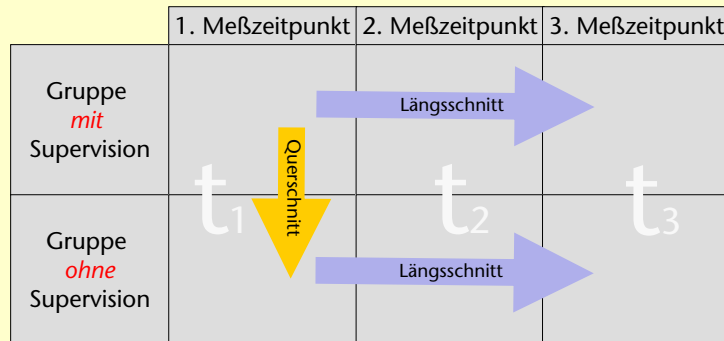 1. Meßzeitpunkt 2. Meßzeitpunkt 3. Meßzeitpunkt
Gruppe
mit
Supervision
Längsschnitt
Querschnitt
t1 t2 t3
Gruppe
ohne
Supervision
Längsschnitt